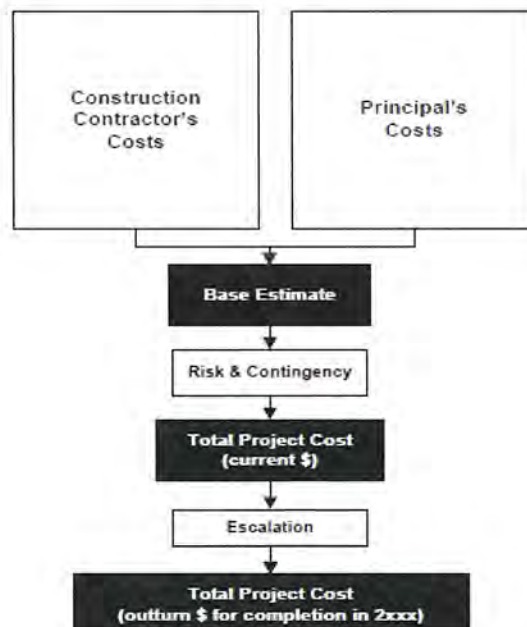 Construction
Contractor's
Costs
Principal's
Costs
Base Estimate
Risk & Contingency
Total Project Cost
(current $)
Escalation
Total Project Cost
(outturn $ for completion in 2xxx)